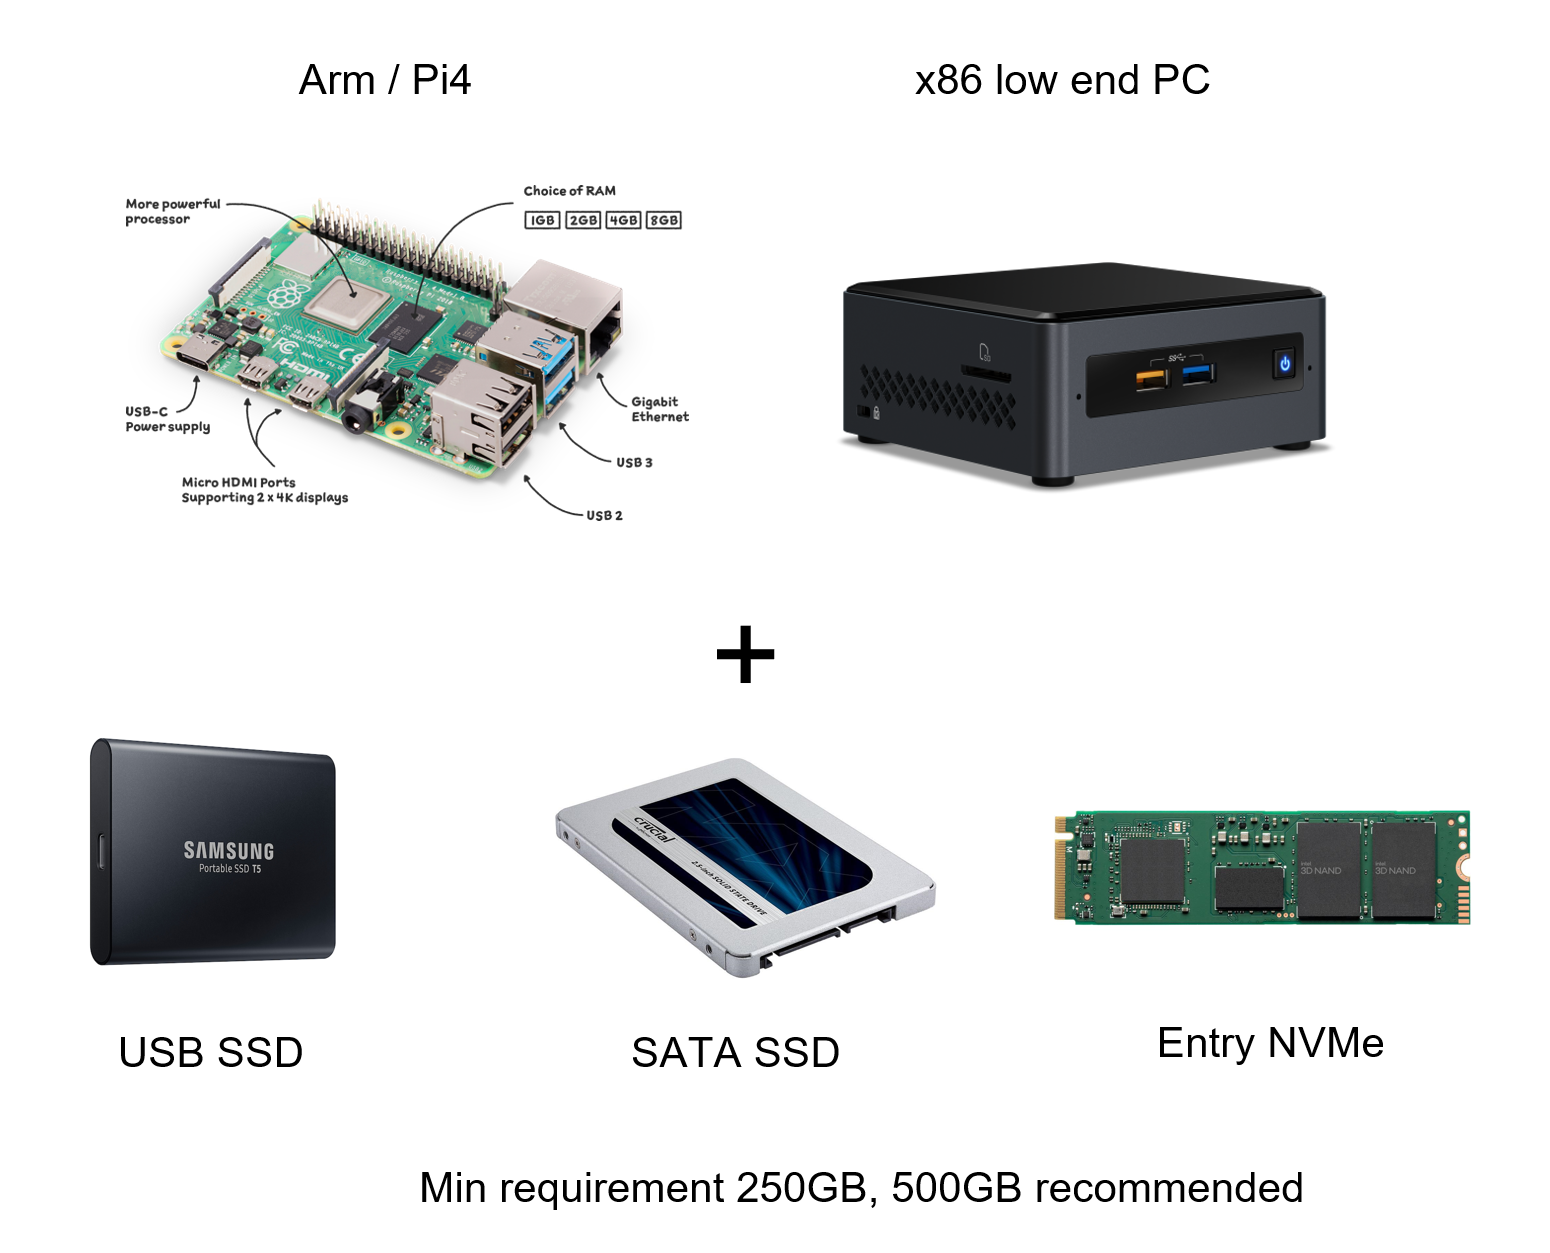 Arm / Pi4
x86 low end PC
More powerful
processor
Choice of RAM
1GB 2GB 4GB 8GB
USB-C
Power supply
Micro HDMI Ports
Supporting 2 x 4K displays
Gigabit
Ethernet
USB 3
USB 2
HDMI
SAMSUNG
Portable SSD T5
crucial
2.5-inch SOLID STATE DRIVE
intel
3D NAND
intel
3D NAND
USB SSD
SATA SSD
Entry NVMe
Min requirement 250GB, 500GB recommended